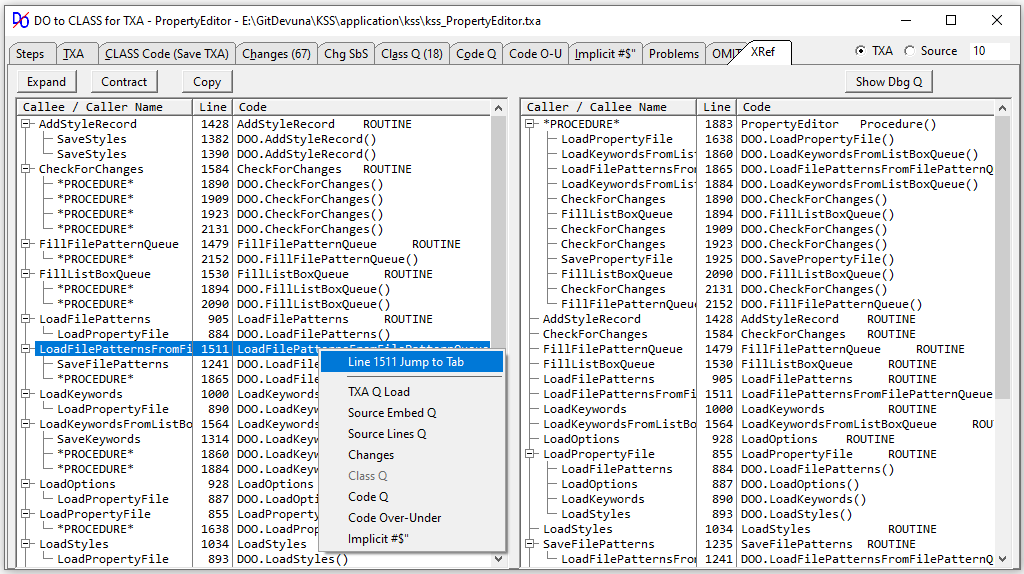 DO to CLASS for TXA - PropertyEditor - E:\GitDevuna\KSS\application\kss\kss_PropertyEditor.txa
Steps TXA CLASS Code (Save TXA) Changes (67) Chg SbS Class Q (18) Code Q Code O-U Implicit #$" Problems OMIT XRef TXA Source 10
Expand Contract Copy Show Dbg Q
Callee / Caller Name Line Code
AddStyleRecord 1428 AddStyleRecord ROUTINE
SaveStyles 1382 DOO.AddStyleRecord()
SaveStyles 1390 DOO.AddStyleRecord()
CheckForChanges 1584 CheckForChanges ROUTINE
*PROCEDURE* 1890 DOO.CheckForChanges()
*PROCEDURE* 1909 DOO.CheckForChanges()
*PROCEDURE* 1923 DOO.CheckForChanges()
*PROCEDURE* 2131 DOO.CheckForChanges()
FillFilePatternQueue 1479 FillFilePatternQueue ROUTINE
*PROCEDURE* 2152 DOO.FillFilePatternQueue()
FillListBoxQueue 1530 FillListBoxQueue ROUTINE
*PROCEDURE* 1894 DOO.FillListBoxQueue()
*PROCEDURE* 2090 DOO.FillListBoxQueue()
LoadFilePatterns 905 LoadFilePatterns ROUTINE
LoadPropertyFile 884 DOO.LoadFilePatterns()
LoadFilePatternsFromFi 1511 LoadFilePatternsFromFilePatternQueue
SaveFilePatterns 1241 DOO.LoadFile
*PROCEDURE* 1865 DOO.LoadFile
LoadKeywords 1000 LoadKeywords
LoadPropertyFile 890 DOO.LoadKeyw
LoadKeywordsFromListBo 1564 LoadKeywords
SaveKeywords 1314 DOO.LoadKeyw
*PROCEDURE* 1860 DOO.LoadKeyw
*PROCEDURE* 1884 DOO.LoadKeyw
LoadOptions 928 LoadOptions
LoadPropertyFile 887 DOO.LoadOpti
LoadPropertyFile 855 LoadProperty
*PROCEDURE* 1638 DOO.LoadProp
LoadStyles 1034 LoadStyles
LoadPropertyFile 893 DOO.LoadStyles()
Line 1511 Jump to Tab
TXA Q Load
Source Embed Q
Source Lines Q
Changes
Class Q
Code Q
Code Over-Under
Implicit #$"
Caller / Callee Name Line Code
*PROCEDURE* 1883 PropertyEditor Procedure()
LoadPropertyFile 1638 DOO.LoadPropertyFile()
LoadKeywordsFromList 1860 DOO.LoadKeywordsFromListBoxQueue()
LoadFilePatternsFrom 1865 DOO.LoadFilePatternsFromFilePatternQ
LoadKeywordsFromList 1884 DOO.LoadKeywordsFromListBoxQueue()
CheckForChanges 1890 DOO.CheckForChanges()
FillListBoxQueue 1894 DOO.FillListBoxQueue()
CheckForChanges 1909 DOO.CheckForChanges()
CheckForChanges 1923 DOO.CheckForChanges()
SavePropertyFile 1925 DOO.SavePropertyFile()
FillListBoxQueue 2090 DOO.FillListBoxQueue()
CheckForChanges 2131 DOO.CheckForChanges()
FillFilePatternQueue 2152 DOO.FillFilePatternQueue()
AddStyleRecord 1428 AddStyleRecord ROUTINE
CheckForChanges 1584 CheckForChanges ROUTINE
FillFilePatternQueue 1479 FillFilePatternQueue ROUTINE
FillListBoxQueue 1530 FillListBoxQueue ROUTINE
LoadFilePatterns 905 LoadFilePatterns ROUTINE
LoadFilePatternsFromFi 1511 LoadFilePatternsFromFilePatternQueue
LoadKeywords 1000 LoadKeywords ROUTINE
LoadKeywordsFromListBo 1564 LoadKeywordsFromListBoxQueue ROU
LoadOptions 928 LoadOptions ROUTINE
LoadPropertyFile 855 LoadPropertyFile ROUTINE
LoadFilePatterns 884 DOO.LoadFilePatterns()
LoadOptions 887 DOO.LoadOptions()
LoadKeywords 890 DOO.LoadKeywords()
LoadStyles 893 DOO.LoadStyles()
LoadStyles 1034 LoadStyles ROUTINE
SaveFilePatterns 1235 SaveFilePatterns ROUTINE
LoadFilePatternsFrom 1241 DOO.LoadFilePatternsFromFilePatternQ